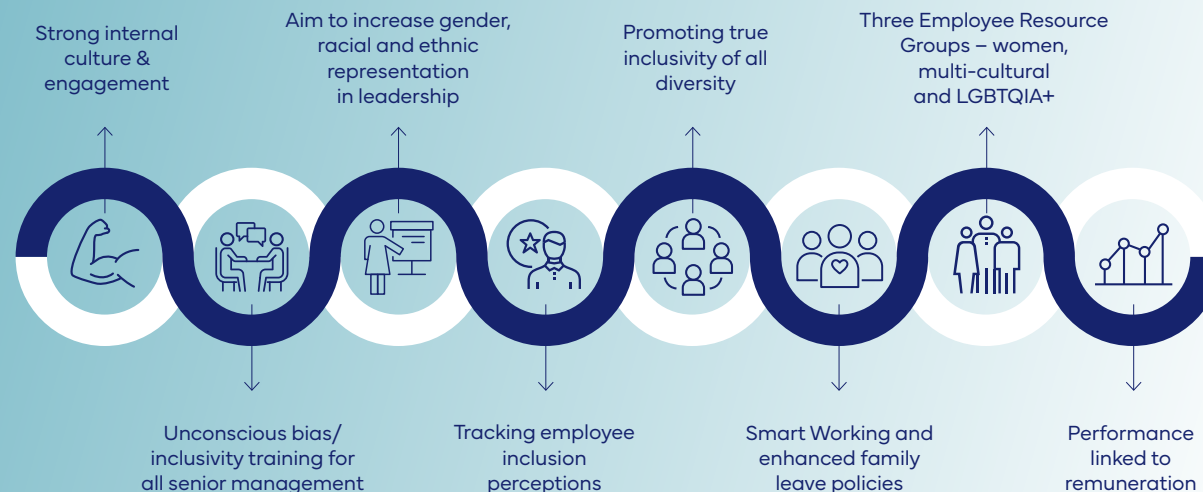 Strong internal
culture &
engagement
Unconscious bias/
inclusivity training for
all senior management
Aim to increase gender,
racial and ethnic
representation
in leadership
Tracking employee
inclusion
perceptions
Promoting true
inclusivity of all
diversity
Smart Working and
enhanced family
leave policies
Three Employee Resource
Groups – women,
multi-cultural
and LGBTQIA+
Performance
linked to
remuneration